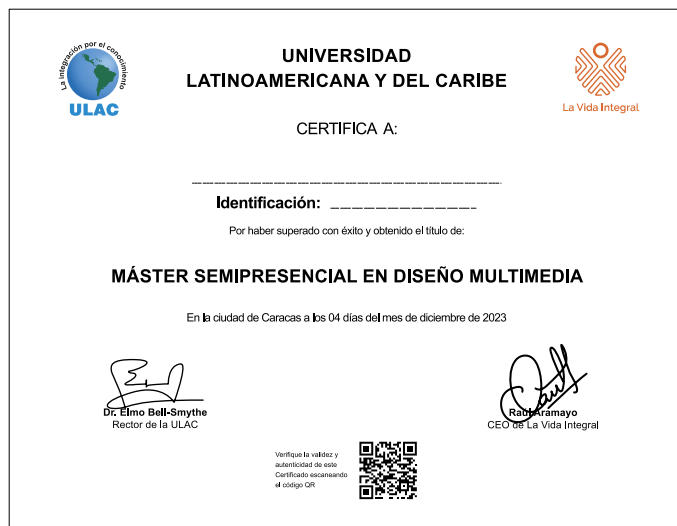 La integración por el conocimiento
ULAC
UNIVERSIDAD
LATINOAMERICANA Y DEL CARIBE
La Vida Integral
CERTIFICA A:
Identificación:
Por haber superado con éxito y obtenido el título de:
MÁSTER SEMIPRESENCIAL EN DISEÑO MULTIMEDIA
En la ciudad de Caracas a los 04 días del mes de diciembre de 2023
Dr. Elmo Bell-Smythe
Rector de la ULAC
Raúl Aramayo
CEO de La Vida Integral
Verifique la validez y
autenticidad de este
Certificado escaneando
el código QR